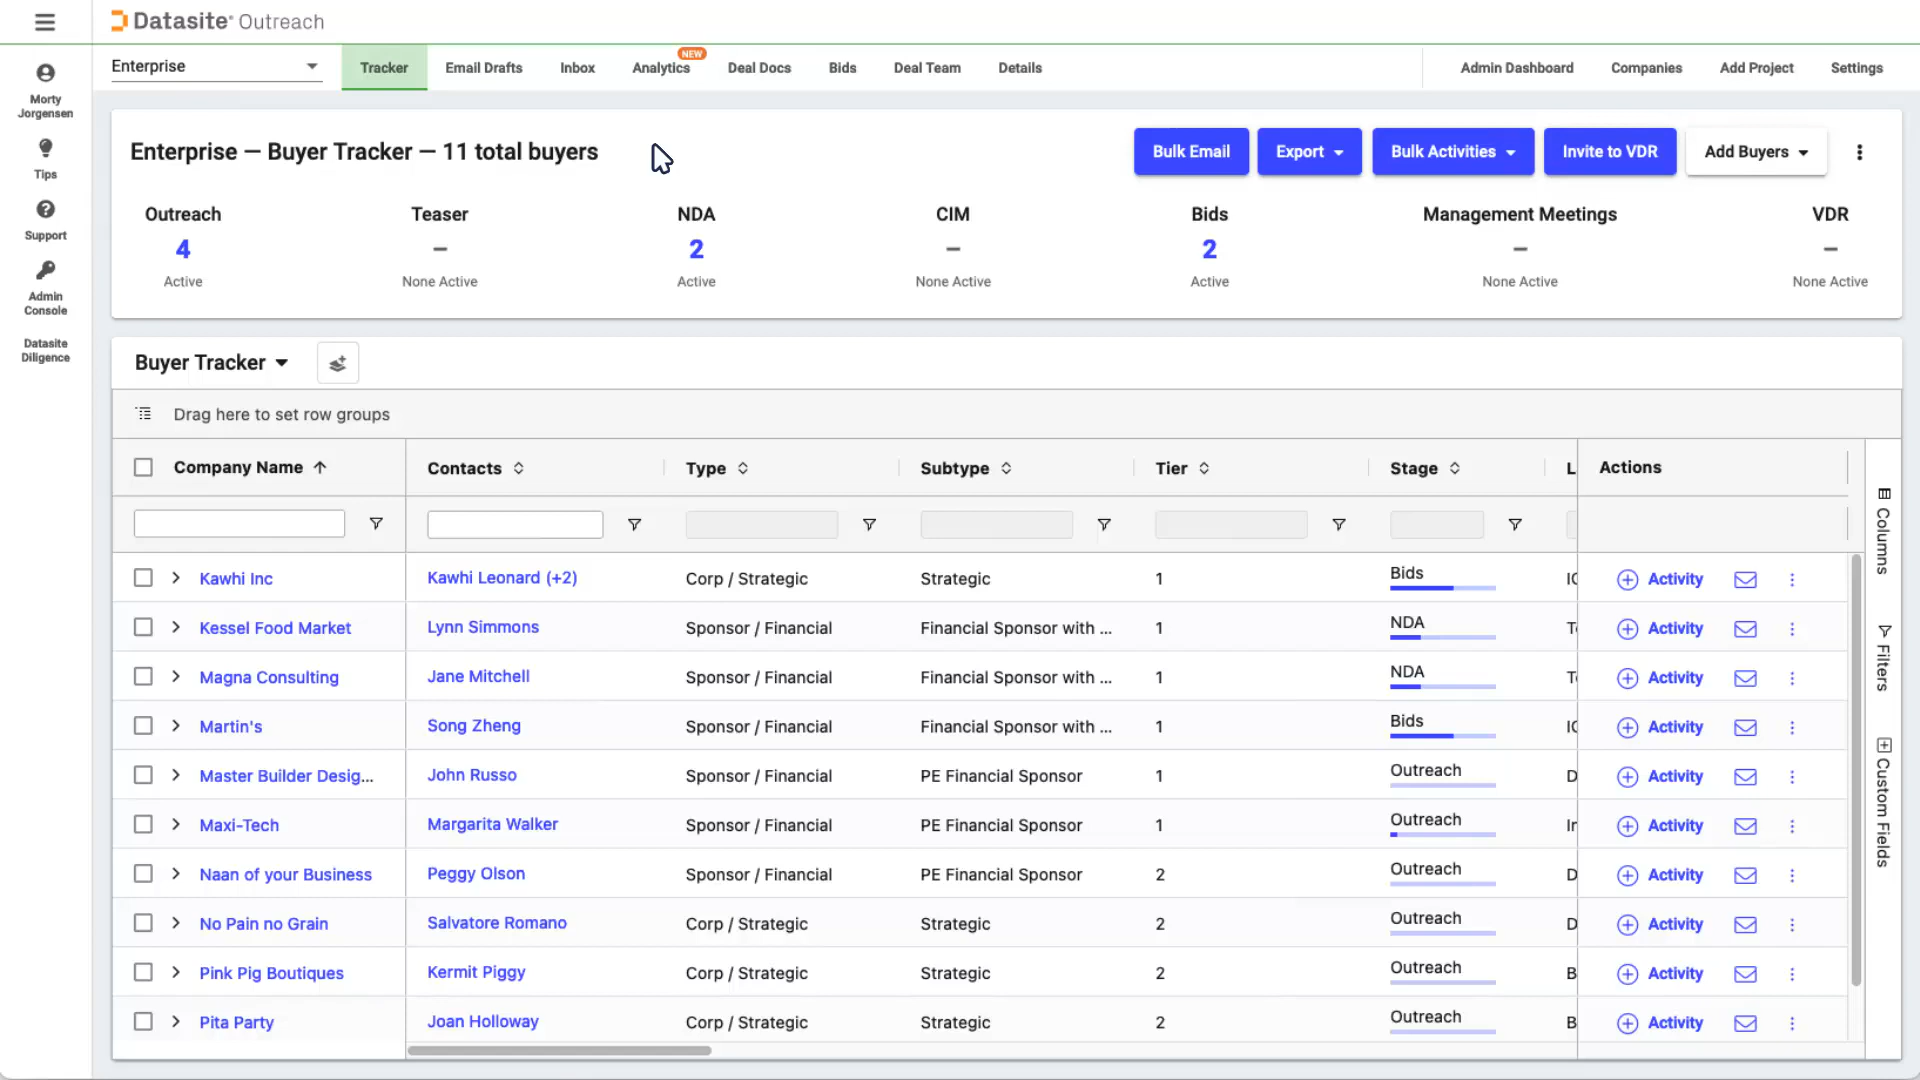 Datasite® Outreach
Enterprise
Tracker
Email Drafts
Inbox
Analytics
NEW
Deal Docs
Bids
Deal Team
Details
Admin Dashboard
Companies
Add Project
Settings
Morty
Jorgensen
Tips
Support
Admin
Console
Datasite
Diligence
Enterprise — Buyer Tracker — 11 total buyers
Bulk Email
Export
Bulk Activities
Invite to VDR
Add Buyers
Outreach
4
Active
Teaser
–
None Active
NDA
2
Active
CIM
–
None Active
Bids
2
Active
Management Meetings
–
None Active
VDR
–
None Active
Buyer Tracker
Drag here to set row groups
Company Name Contacts Type Subtype Tier Stage L Actions
Kawhi Inc Kawhi Leonard (+2) Corp / Strategic Strategic 1 Bids Activity
Kessel Food Market Lynn Simmons Sponsor / Financial Financial Sponsor with ... 1 NDA Activity
Magna Consulting Jane Mitchell Sponsor / Financial Financial Sponsor with ... 1 NDA Activity
Martin's Song Zheng Sponsor / Financial Financial Sponsor with ... 1 Bids Activity
Master Builder Desig... John Russo Sponsor / Financial PE Financial Sponsor 1 Outreach D Activity
Maxi-Tech Margarita Walker Sponsor / Financial PE Financial Sponsor 1 Outreach Activity
Naan of your Business Peggy Olson Sponsor / Financial PE Financial Sponsor 2 Outreach D Activity
No Pain no Grain Salvatore Romano Corp / Strategic Strategic 2 Outreach D Activity
Pink Pig Boutiques Kermit Piggy Corp / Strategic Strategic 2 Outreach B Activity
Pita Party Joan Holloway Corp / Strategic Strategic 2 Outreach B Activity
Columns
Filters
Custom Fields